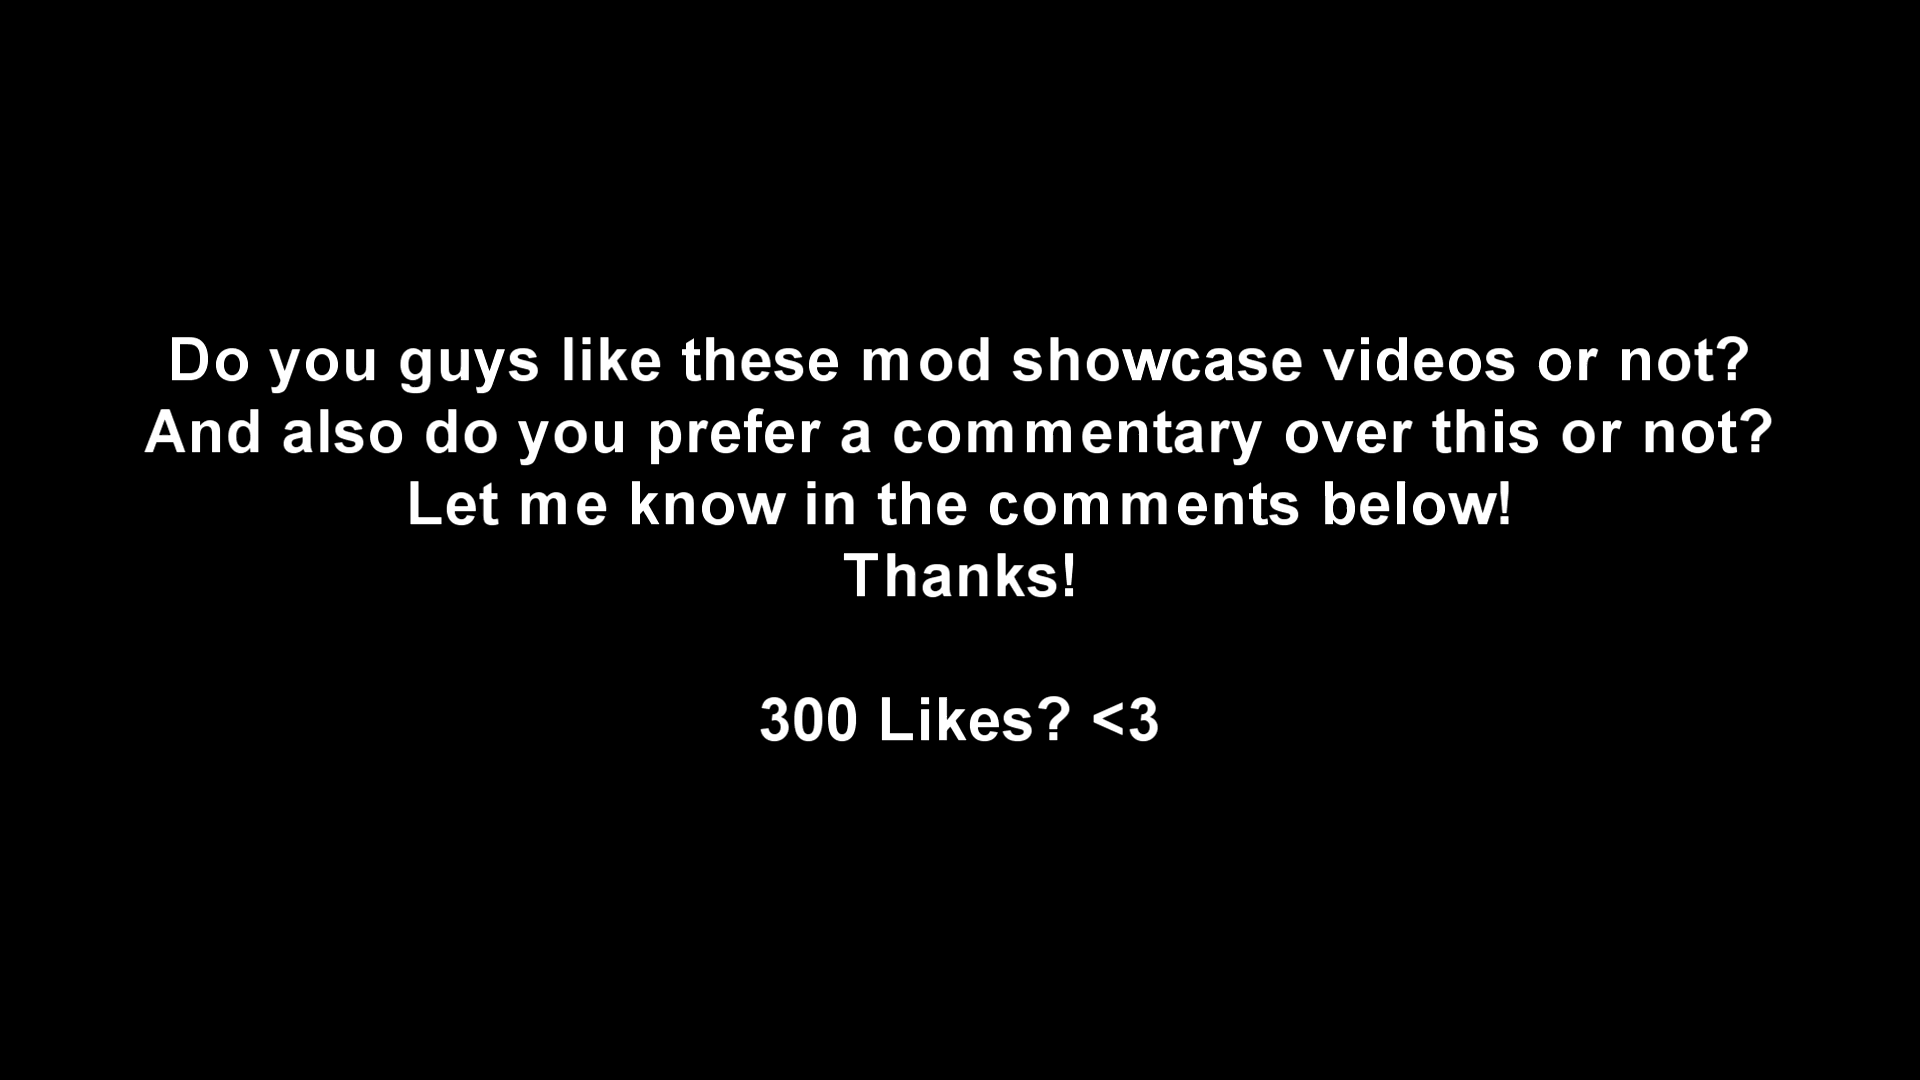 Do you guys like these mod showcase videos or not?
And also do you prefer a commentary over this or not?
Let me know in the comments below!
Thanks!
300 Likes? <3